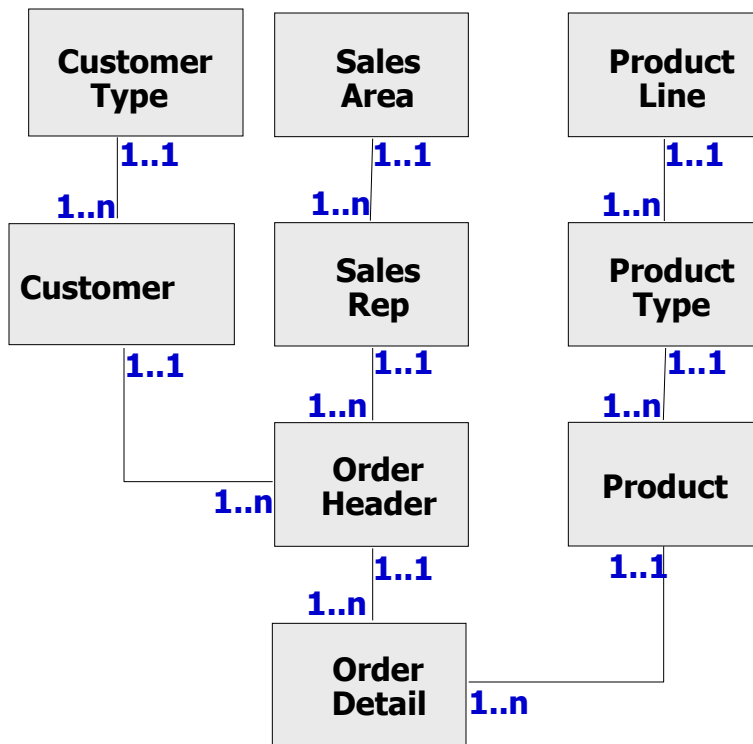 Customer
Type
Sales
Area
Product
Line
1..1
1..1
1..1
1..n
1..n
1..n
Customer
Sales
Rep
Product
Type
1..1
1..1
1..1
1..n
1..n
Order
Header
Product
1..n
1..1
1..1
1..n
Order
Detail
1..n